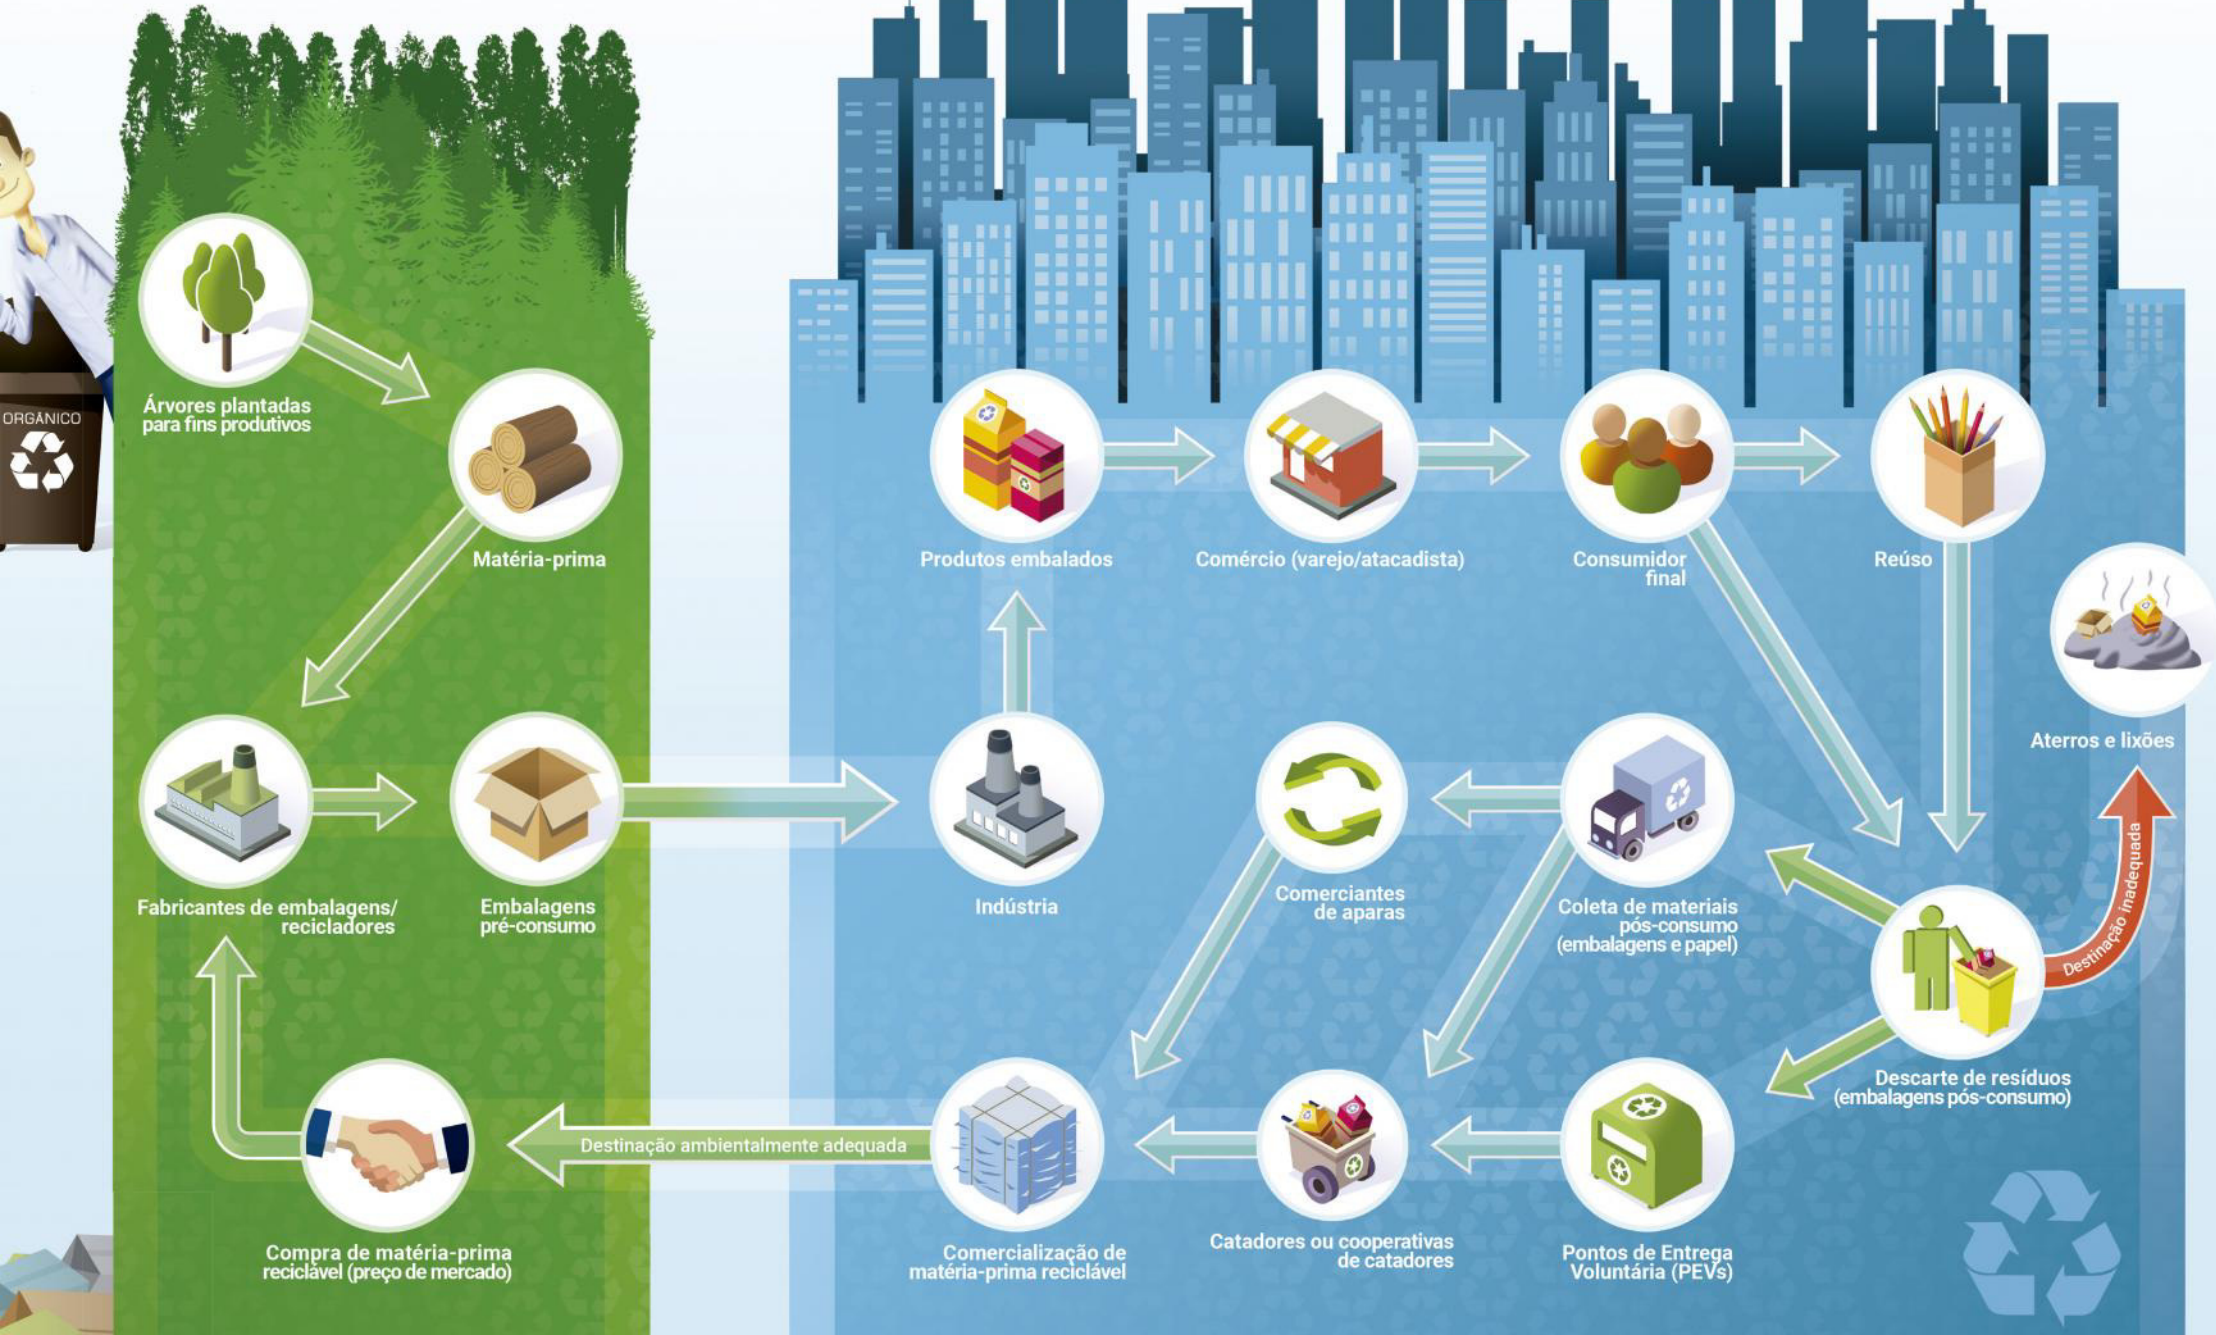 ORGÂNICO
Árvores plantadas
para fins produtivos
Matéria-prima
Produtos embalados
Comércio (varejo/atacadista)
Consumidor
final
Reúso
Aterros e lixões
Fabricantes de embalagens/
recicladores
Embalagens
pré-consumo
Indústria
Comerciantes
de aparas
Coleta de materiais
pós-consumo
(embalagens e papel)
Destinação inadequada
Descarte de resíduos
(embalagens pós-consumo)
Destinação ambientalmente adequada
Compra de matéria-prima
reciclável (preço de mercado)
Comercialização de
matéria-prima reciclável
Catadores ou cooperativas
de catadores
Pontos de Entrega
Voluntária (PEVs)